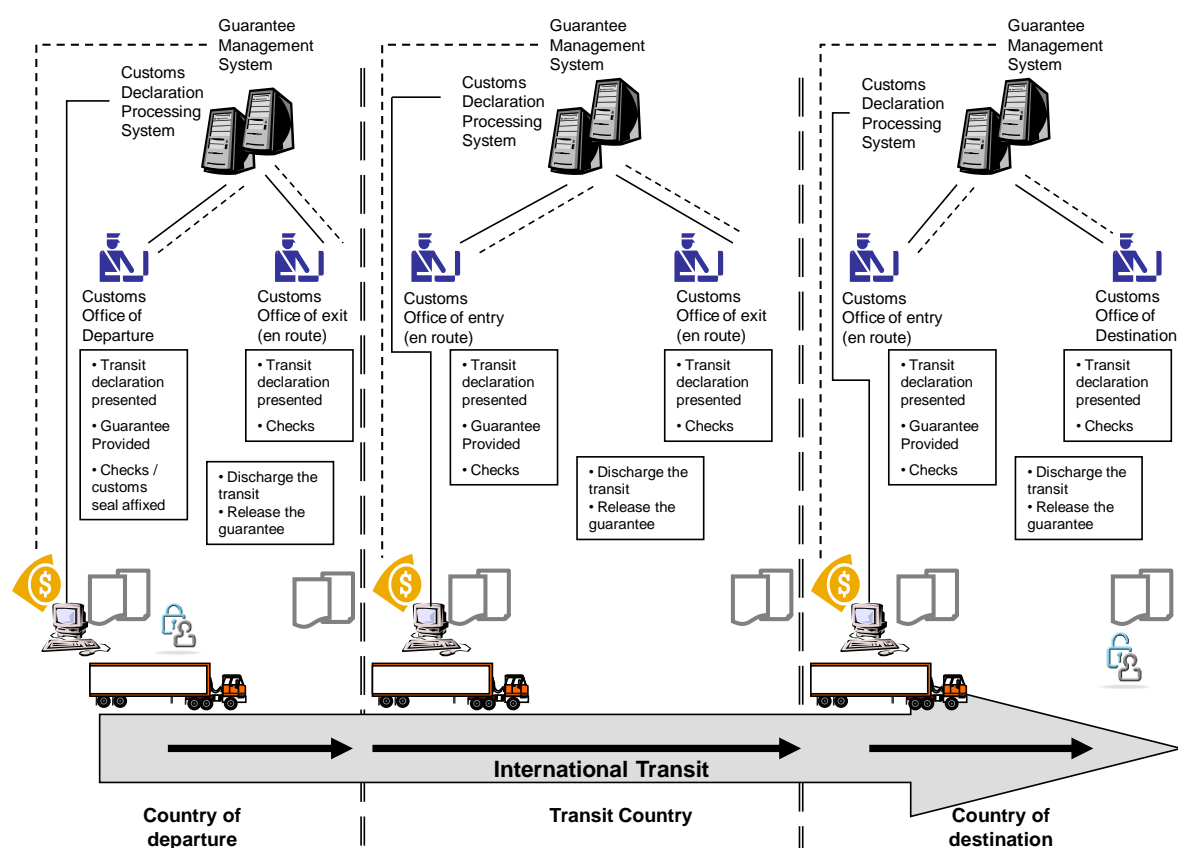 Guarantee
Management
System
Customs
Declaration
Processing
System
Customs
Office of
Departure
• Transit
declaration
presented
• Guarantee
Provided
• Checks /
customs
seal affixed
Customs
Office of exit
(en route)
• Transit
declaration
presented
• Checks
• Discharge the
transit
• Release the
guarantee
Guarantee
Management
System
Customs
Declaration
Processing
System
Customs
Office of entry
(en route)
• Transit
declaration
presented
• Guarantee
Provided
• Checks
Customs
Office of exit
(en route)
• Transit
declaration
presented
• Checks
• Discharge the
transit
• Release the
guarantee
Guarantee
Management
System
Customs
Declaration
Processing
System
Customs
Office of entry
(en route)
• Transit
declaration
presented
• Guarantee
Provided
• Checks
Customs
Office of
Destination
• Transit
declaration
presented
• Checks
• Discharge the
transit
• Release the
guarantee
$
$
$
International Transit
Country of
departure
Transit Country
Country of
destination